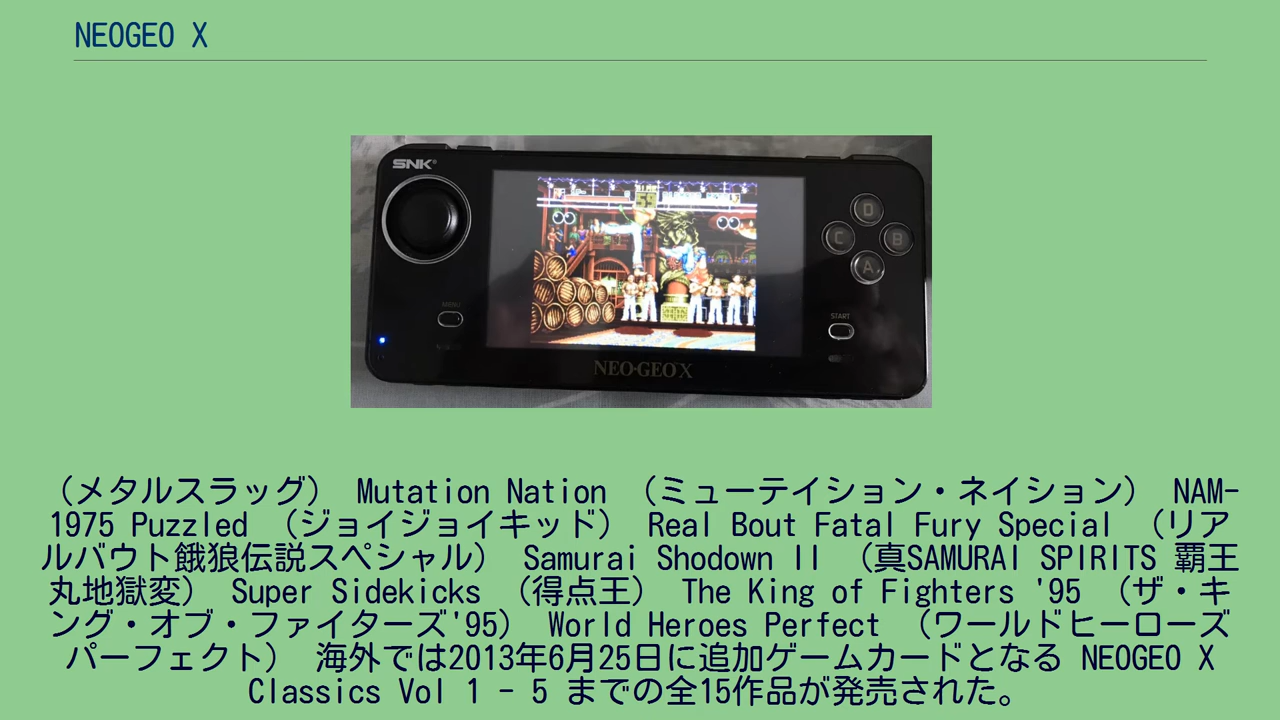 NEOGEO X
SNK®
59
D
C
B
A
MENU
START
NEO·GEO X
（メタルスラッグ） Mutation Nation （ミューテイション・ネイション） NAM-
1975 Puzzled （ジョイジョイキッド） Real Bout Fatal Fury Special （リア
ルバウト餓狼伝説スペシャル） Samurai Shodown II （真SAMURAI SPIRITS 覇王
丸地獄変） Super Sidekicks （得点王） The King of Fighters '95 （ザ・キ
ング・オブ・ファイターズ'95） World Heroes Perfect （ワールドヒーローズ
パーフェクト） 海外では2013年6月25日に追加ゲームカードとなる NEOGEO X
Classics Vol 1 - 5 までの全15作品が発売された。